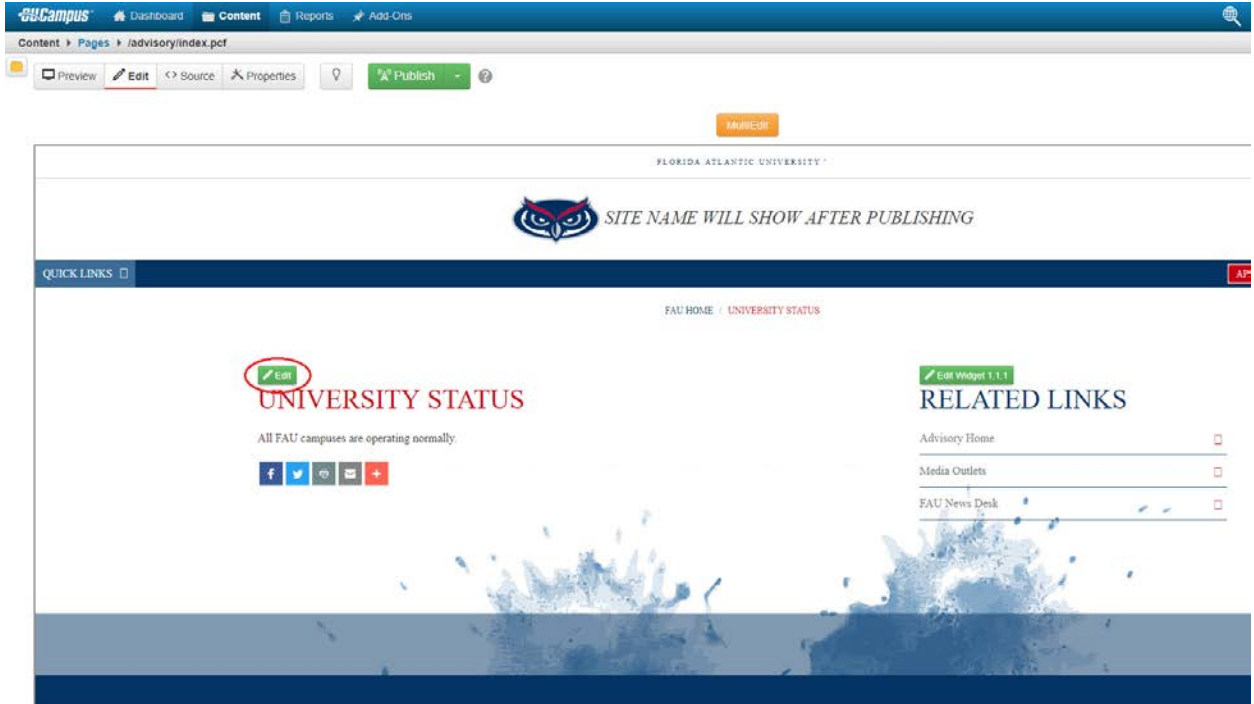 OUCampus Dashboard Content Reports Add-Ons
Content Pages /advisory/index.pcf
Preview Edit <> Source Properties Publish
MultiEdit
FLORIDA ATLANTIC UNIVERSITY
SITE NAME WILL SHOW AFTER PUBLISHING
QUICK LINKS
FAU HOME / UNIVERSITY STATUS
Edit
UNIVERSITY STATUS
All FAU campuses are operating normally.
Edit Widget 1.1.1
RELATED LINKS
Advisory Home
Media Outlets
FAU News Desk